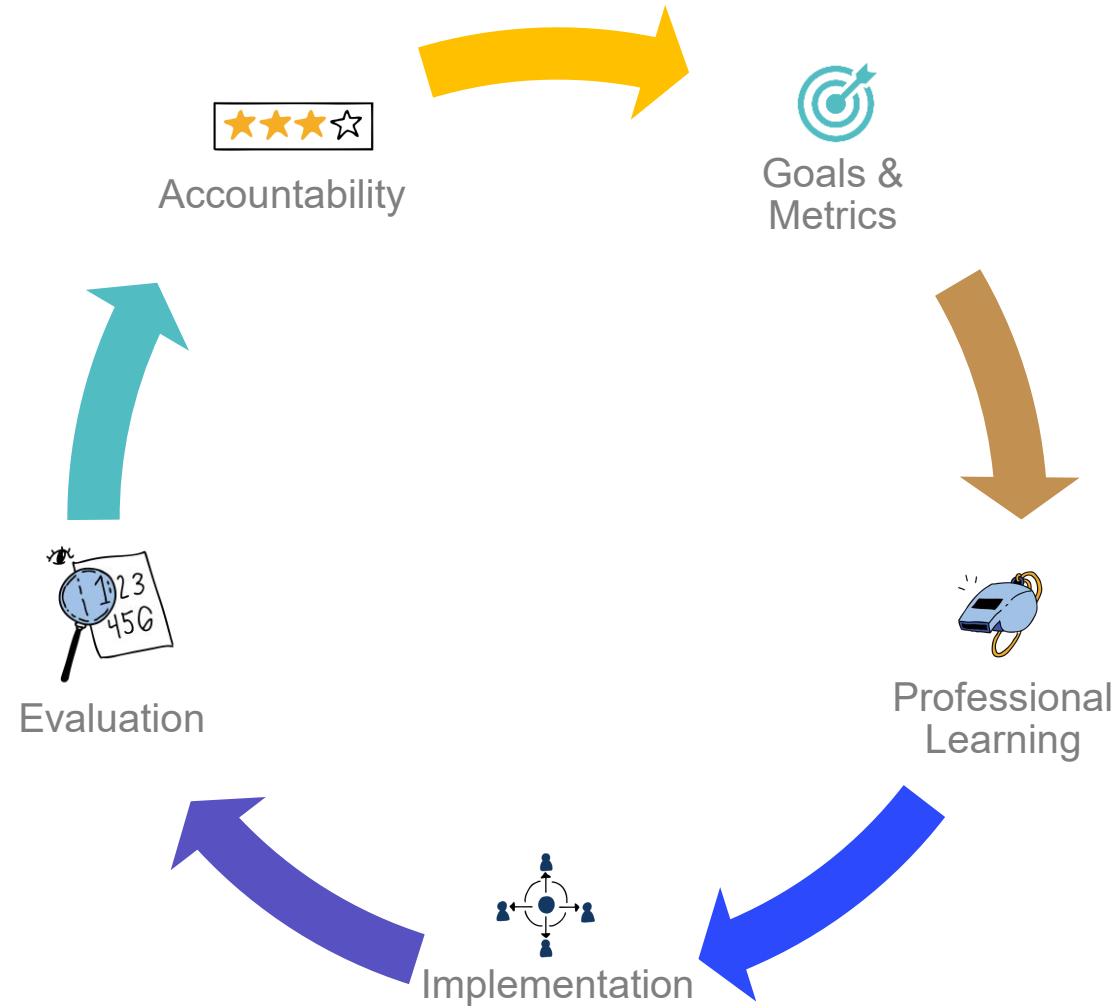 Accountability
Goals &
Metrics
Professional
Learning
Implementation
Evaluation
123
456